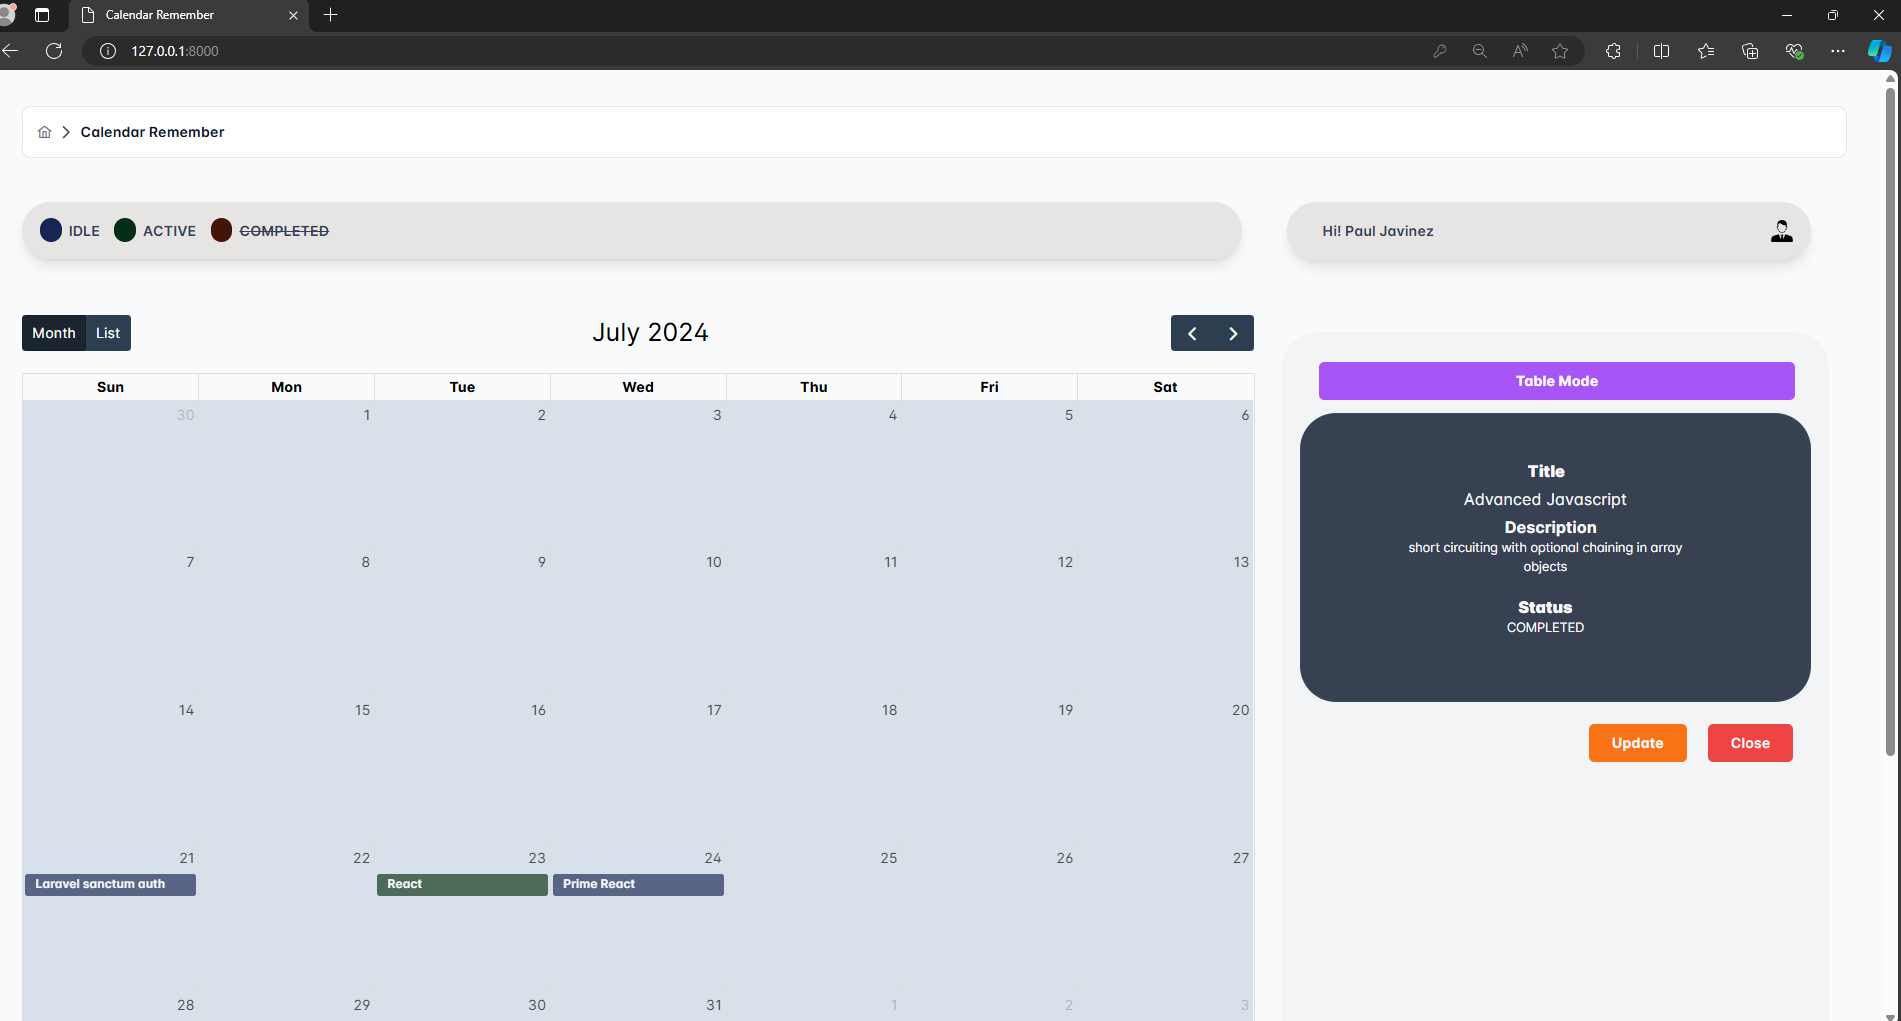 Calendar Remember
127.0.0.1:8000
Calendar Remember
IDLE ACTIVE COMPLETED
Hi! Paul Javinez
Month List
July 2024
Sun Mon Tue Wed Thu Fri Sat
30 1 2 3 4 5 6
7 8 9 10 11 12 13
14 15 16 17 18 19 20
21 22 23 24 25 26 27
Laravel sanctum auth React Prime React
28 29 30 31 1 2 3
Table Mode
Title
Advanced Javascript
Description
short circuiting with optional chaining in array
objects
Status
COMPLETED
Update Close